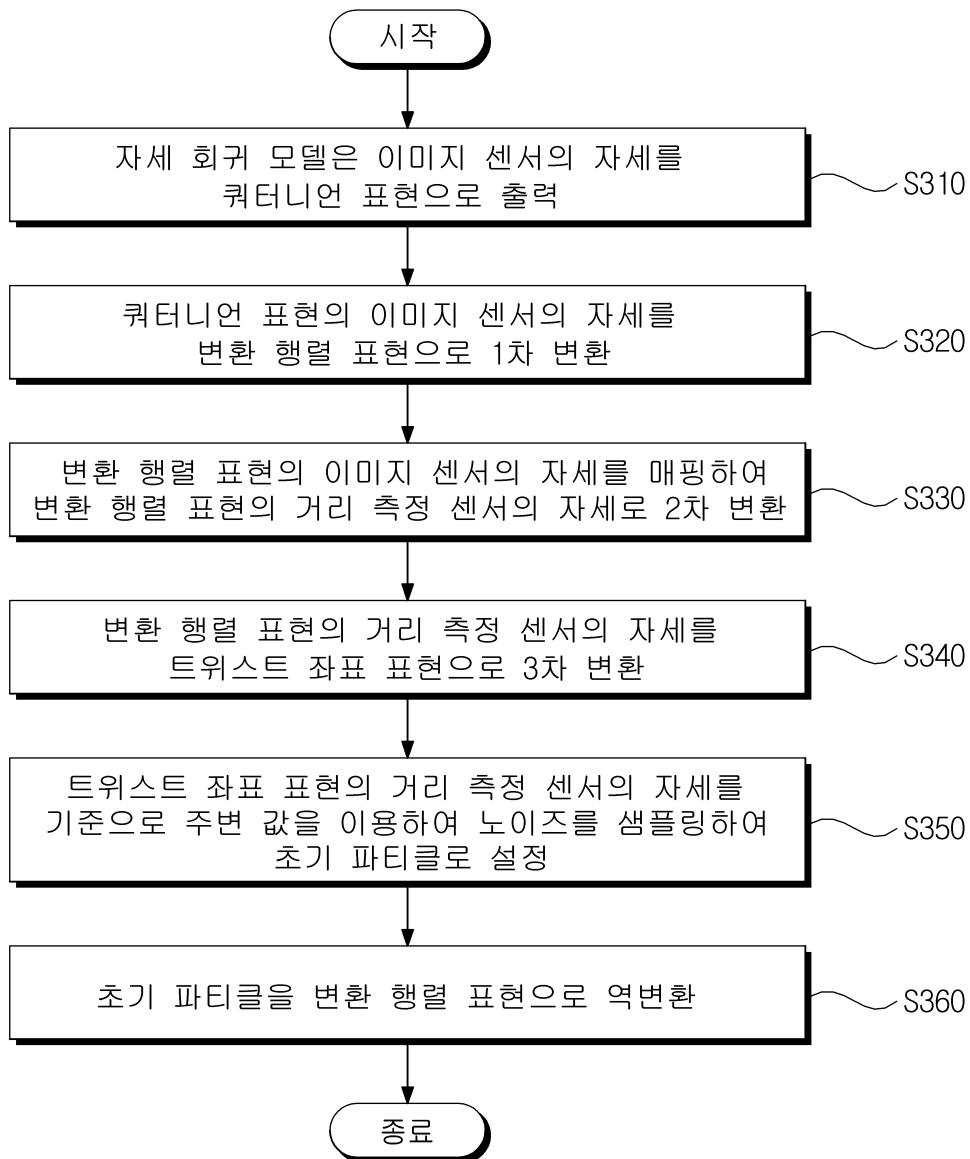 시작
자세 회귀 모델은 이미지 센서의 자세를
쿼터니언 표현으로 출력
S310
쿼터니언 표현의 이미지 센서의 자세를
변환 행렬 표현으로 1차 변환
S320
변환 행렬 표현의 이미지 센서의 자세를 매핑하여
변환 행렬 표현의 거리 측정 센서의 자세로 2차 변환
S330
변환 행렬 표현의 거리 측정 센서의 자세를
트위스트 좌표 표현으로 3차 변환
S340
트위스트 좌표 표현의 거리 측정 센서의 자세를
기준으로 주변 값을 이용하여 노이즈를 샘플링하여
초기 파티클로 설정
S350
초기 파티클을 변환 행렬 표현으로 역변환
S360
종료